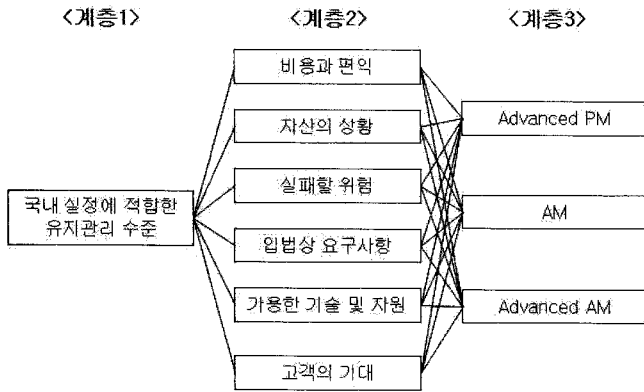 <계층1>
<계층2>
<계층3>
국내 실정에 적합한
유지관리 수준
비용과 편익
자산의 상황
실패할 위험
입법상 요구사항
가용한 기술 및 자원
고객의 기대
Advanced PM
AM
Advanced AM